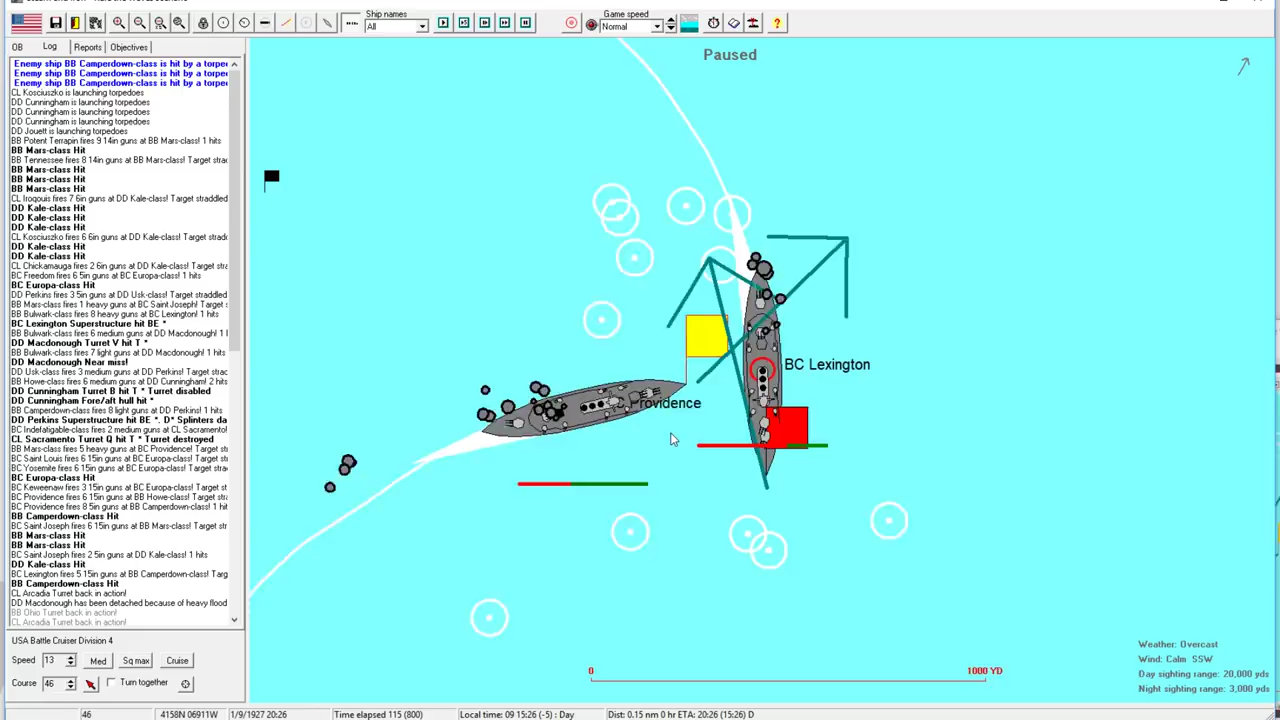 Ship names
Game speed
All
Normal
OB
Log
Reports
Objectives
Paused
Enemy ship BB Camperdown-class is hit by a torpe
Enemy ship BB Camperdown-class is hit by a torpe
Enemy ship BB Camperdown-class is hit by a torpe
CL Kosciuszko is launching torpedoes
DD Cunningham is launching torpedoes
DD Cunningham is launching torpedoes
DD Cunningham is launching torpedoes
DD Jouett is launching torpedoes
BB Potent Terrapin fires 9 14in guns at BB Mars-class! 1 hits
BB Mars-class Hit
BB Tennessee fires 8 14in guns at BB Mars-class! Target strad
BB Mars-class Hit
BB Mars-class Hit
BB Mars-class Hit
CL Iroqouis fires 7 6in guns at DD Kale-class! Target straddled
DD Kale-class Hit
DD Kale-class Hit
DD Kale-class Hit
CL Kosciuszko fires 6 6in guns at DD Kale-class! Target strad
DD Kale-class Hit
DD Kale-class Hit
CL Chickamauga fires 2 6in guns at DD Kale-class! Target stra
BC Freedom fires 6 5in guns at BC Europa-class! 1 hits
BC Europa-class Hit
DD Perkins fires 3 5in guns at DD Usk-class! Target straddled
BB Mars-class fires 1 heavy guns at BC Saint Joseph! Target s
BB Bulwark-class fires 8 heavy guns at BC Lexington! 1 hits
BC Lexington Superstructure hit BE *
BB Bulwark-class fires 6 medium guns at DD Macdonough! 1
DD Macdonough Turret V hit T *
BB Bulwark-class fires 7 light guns at DD Macdonough! 1 hits
DD Macdonough Near miss!
DD Usk-class fires 3 medium guns at DD Perkins! Target strad
BB Howe-class fires 6 medium guns at DD Cunningham! 2 hits
DD Cunningham Turret B hit T * Turret disabled
DD Cunningham Fore/aft hull hit *
BB Camperdown-class fires 8 light guns at DD Perkins! 1 hits
DD Perkins Superstructure hit BE *. D* Splinters da
BC Indefatigable-class fires 2 medium guns at CL Sacramento!
CL Sacramento Turret Q hit T * Turret destroyed
BB Mars-class fires 5 heavy guns at BC Providence! Target str
BC Saint Louis fires 6 15in guns at BC Europa-class! Target str
BC Yosemite fires 6 15in guns at BC Europa-class! Target stra
BC Europa-class Hit
BC Keweenaw fires 3 15in guns at BC Europa-class! Target str
BC Providence fires 6 15in guns at BB Howe-class! Target stra
BC Providence fires 8 5in guns at BB Camperdown-class! 1 hit
BB Camperdown-class Hit
BC Saint Joseph fires 6 15in guns at BB Mars-class! Target str
BB Mars-class Hit
BB Mars-class Hit
BC Saint Joseph fires 2 5in guns at DD Kale-class! 1 hits
DD Kale-class Hit
BC Lexington fires 5 15in guns at BB Camperdown-class! Targ
BB Camperdown-class Hit
CL Arcadia Turret back in action!
DD Macdonough has been detached because of heavy flood
BB Ohio Turret back in action!
CL Arcadia Turret back in action!
BC Lexington
Providence
0
1000 YD
Weather: Overcast
Wind: Calm SSW
Day sighting range: 20,000 yds
Night sighting range: 3,000 yds
USA Battle Cruiser Division 4
Speed 13 Med Sq max Cruise
Course 46 Turn together
46
4158N 06911W
1/9/1927 20:26
Time elapsed 115 (800)
Local time: 09 15:26 (-5) : Day
Dist: 0.15 nm 0 hr ETA: 20:26 (15:26) D